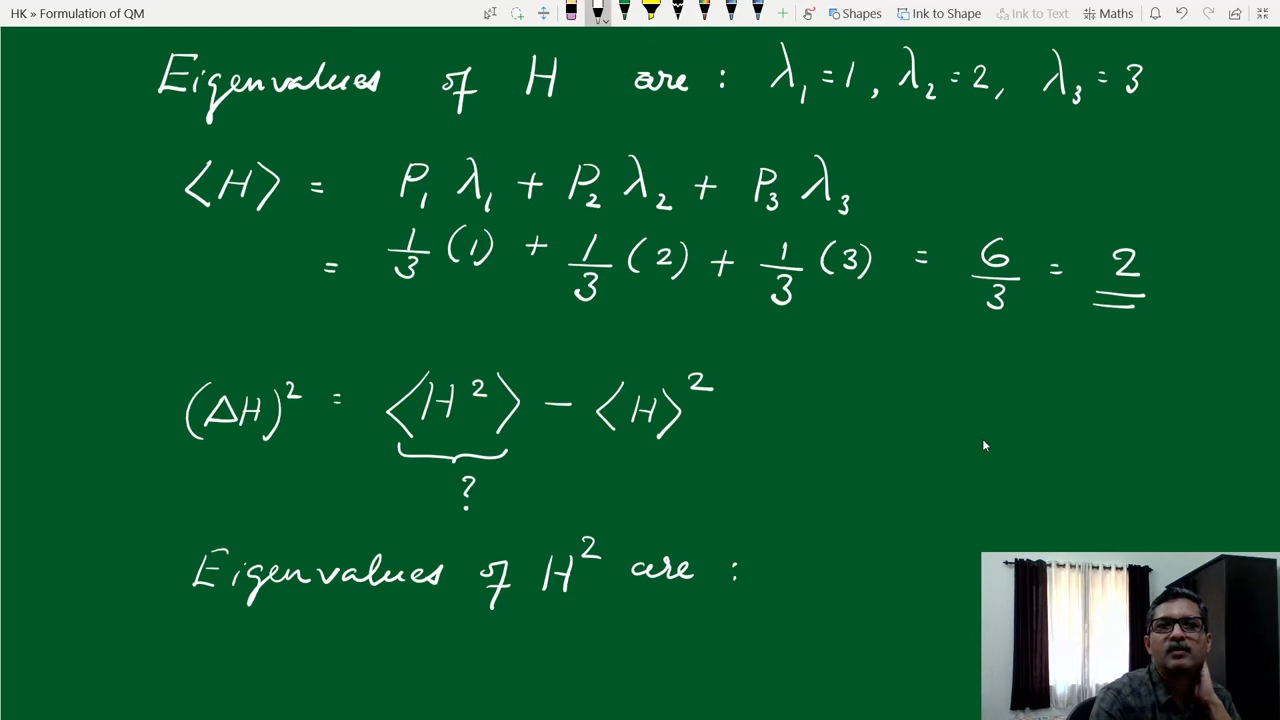 HK » Formulation of QM
Shapes Ink to Shape Ink to Text Maths
Eigenvalues of H are : λ₁ = 1, λ₂ = 2, λ₃ = 3
⟨H⟩ = P₁ λ₁ + P₂ λ₂ + P₃ λ₃
= 1/3 (1) + 1/3 (2) + 1/3 (3) = 6/3 = 2
(ΔH)² = ⟨H²⟩ − ⟨H⟩²
?
Eigenvalues of H² are :